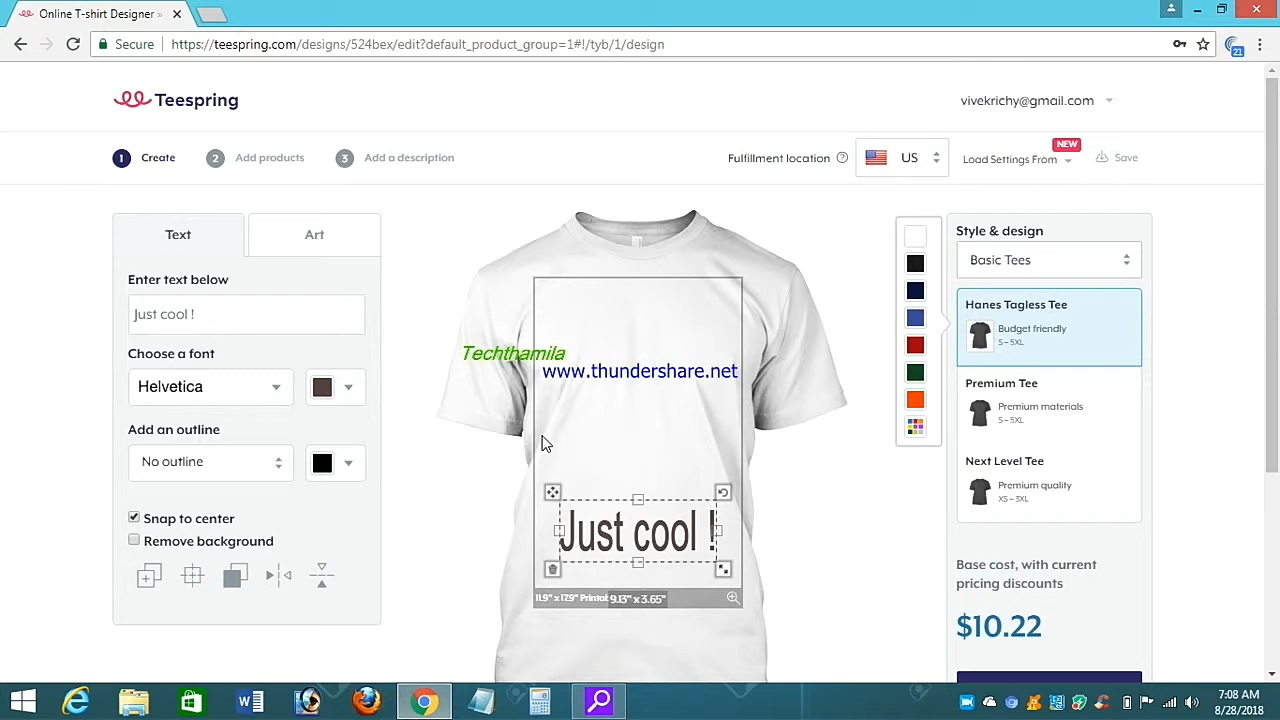 Online T-shirt Designer »
Secure
https://teespring.com/designs/524bex/edit?default_product_group=1#!/tyb/1/design
21
Teespring
vivekrichy@gmail.com
1 Create
2 Add products
3 Add a description
Fulfillment location
US
Load Settings From
NEW
Save
Text
Art
Enter text below
Just cool !
Choose a font
Helvetica
Add an outline
No outline
Snap to center
Remove background
Techthamila
www.thundershare.net
Just cool !
9.13" x 3.65"
Style & design
Basic Tees
Hanes Tagless Tee
Budget friendly
S – 5XL
Premium Tee
Premium materials
S – 5XL
Next Level Tee
Premium quality
XS – 3XL
Base cost, with current
pricing discounts
$10.22
7:08 AM
8/28/2018